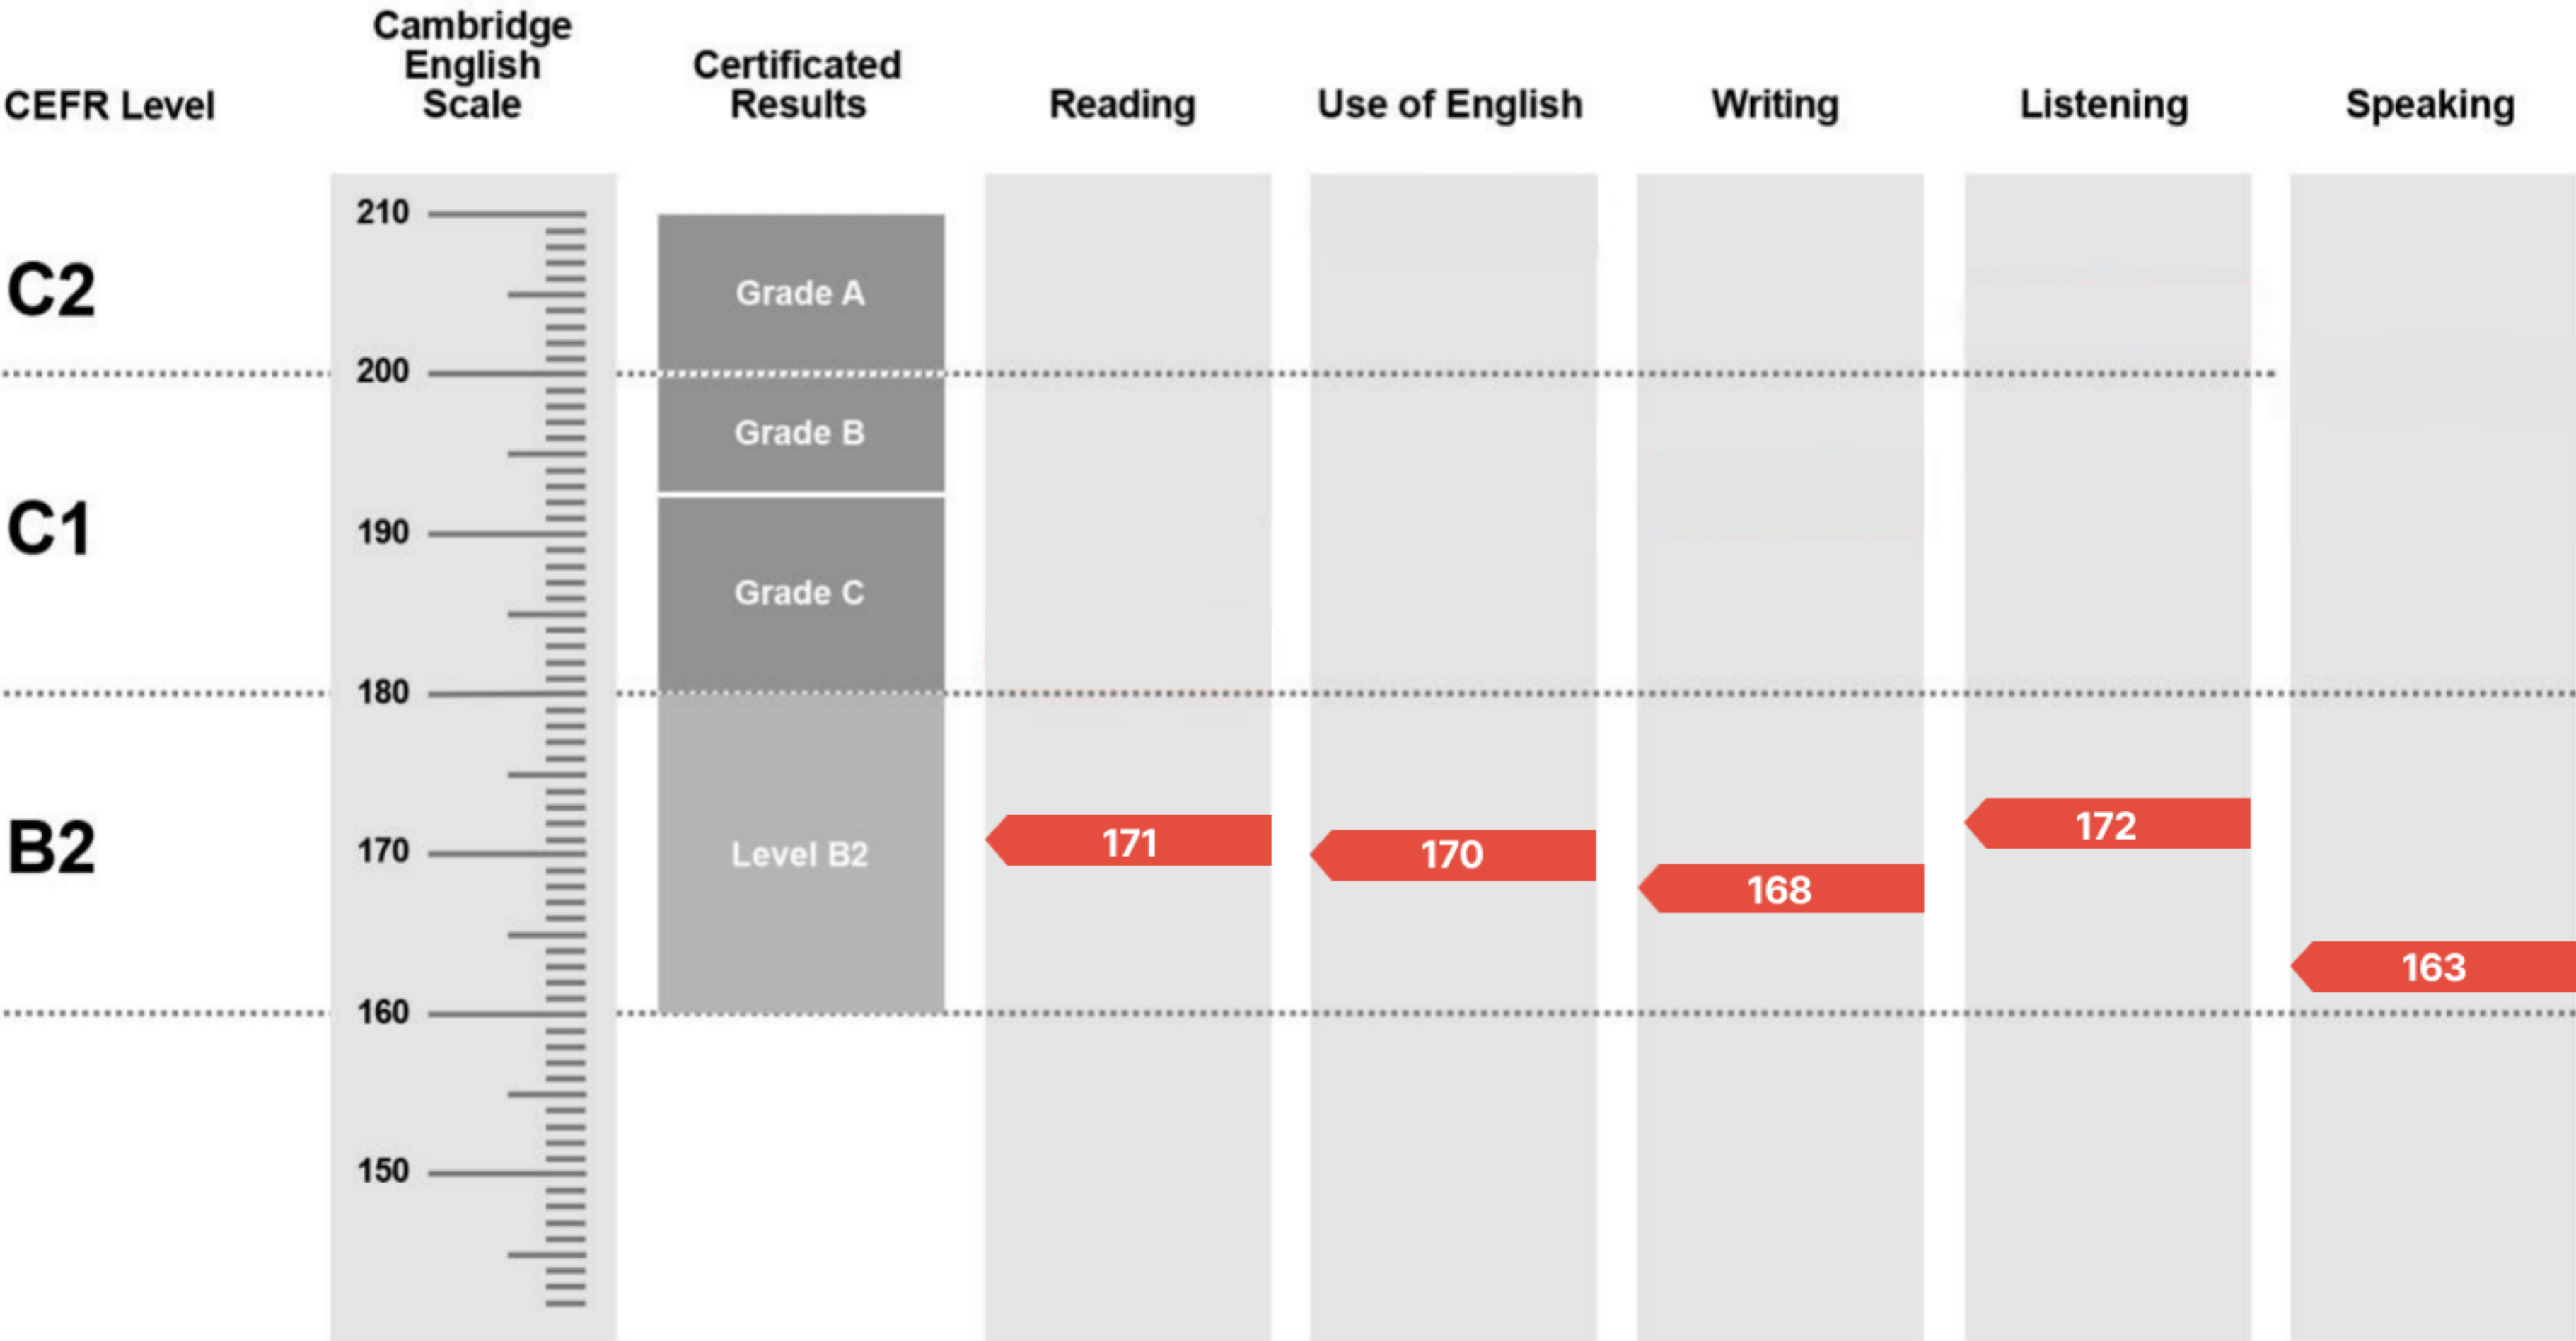 CEFR Level
Cambridge
English
Scale
Certificated
Results
Reading
Use of English
Writing
Listening
Speaking
210
C2
Grade A
200
Grade B
C1
190
Grade C
180
B2
170
Level B2
171
170
168
172
163
160
150